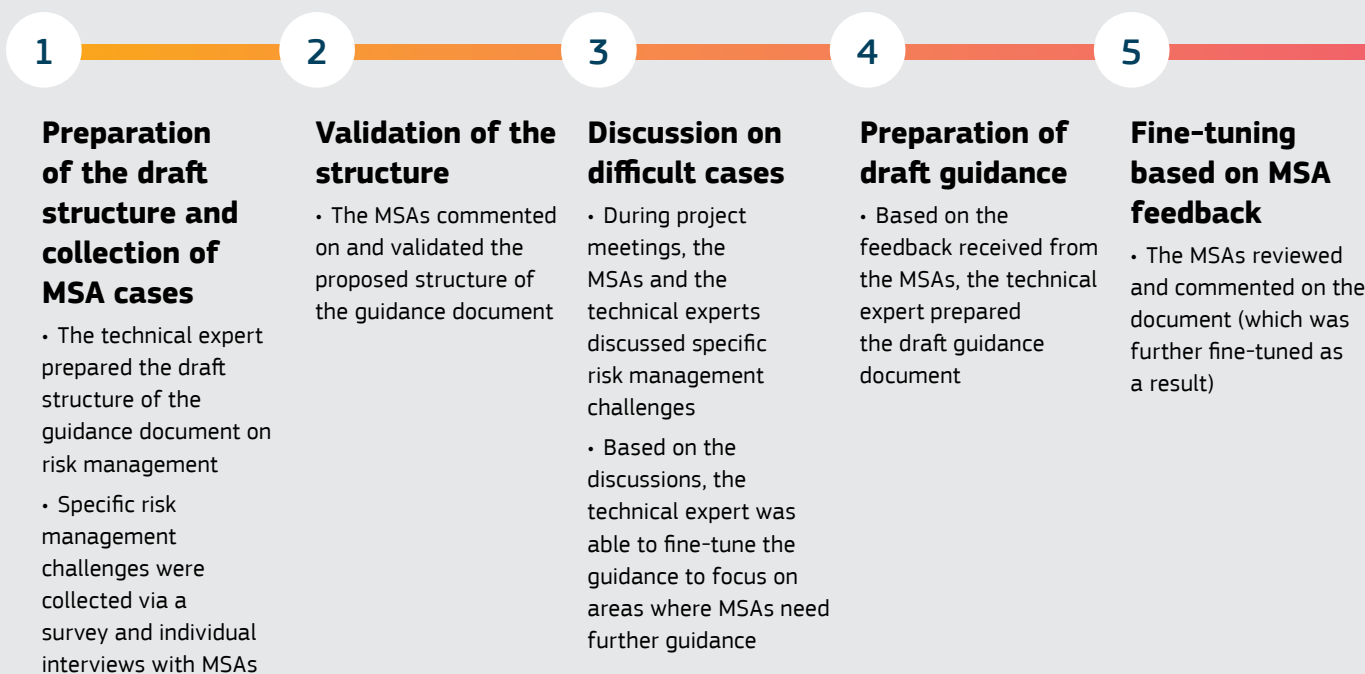 1
Preparation
of the draft
structure and
collection of
MSA cases
• The technical expert
prepared the draft
structure of the
guidance document on
risk management
• Specific risk
management
challenges were
collected via a
survey and individual
interviews with MSAs
2
Validation of the
structure
• The MSAs commented
on and validated the
proposed structure of
the guidance document
3
Discussion on
difficult cases
• During project
meetings, the
MSAs and the
technical experts
discussed specific
risk management
challenges
• Based on the
discussions, the
technical expert was
able to fine-tune the
guidance to focus on
areas where MSAs need
further guidance
4
Preparation of
draft guidance
• Based on the
feedback received from
the MSAs, the technical
expert prepared
the draft guidance
document
5
Fine-tuning
based on MSA
feedback
• The MSAs reviewed
and commented on the
document (which was
further fine-tuned as
a result)